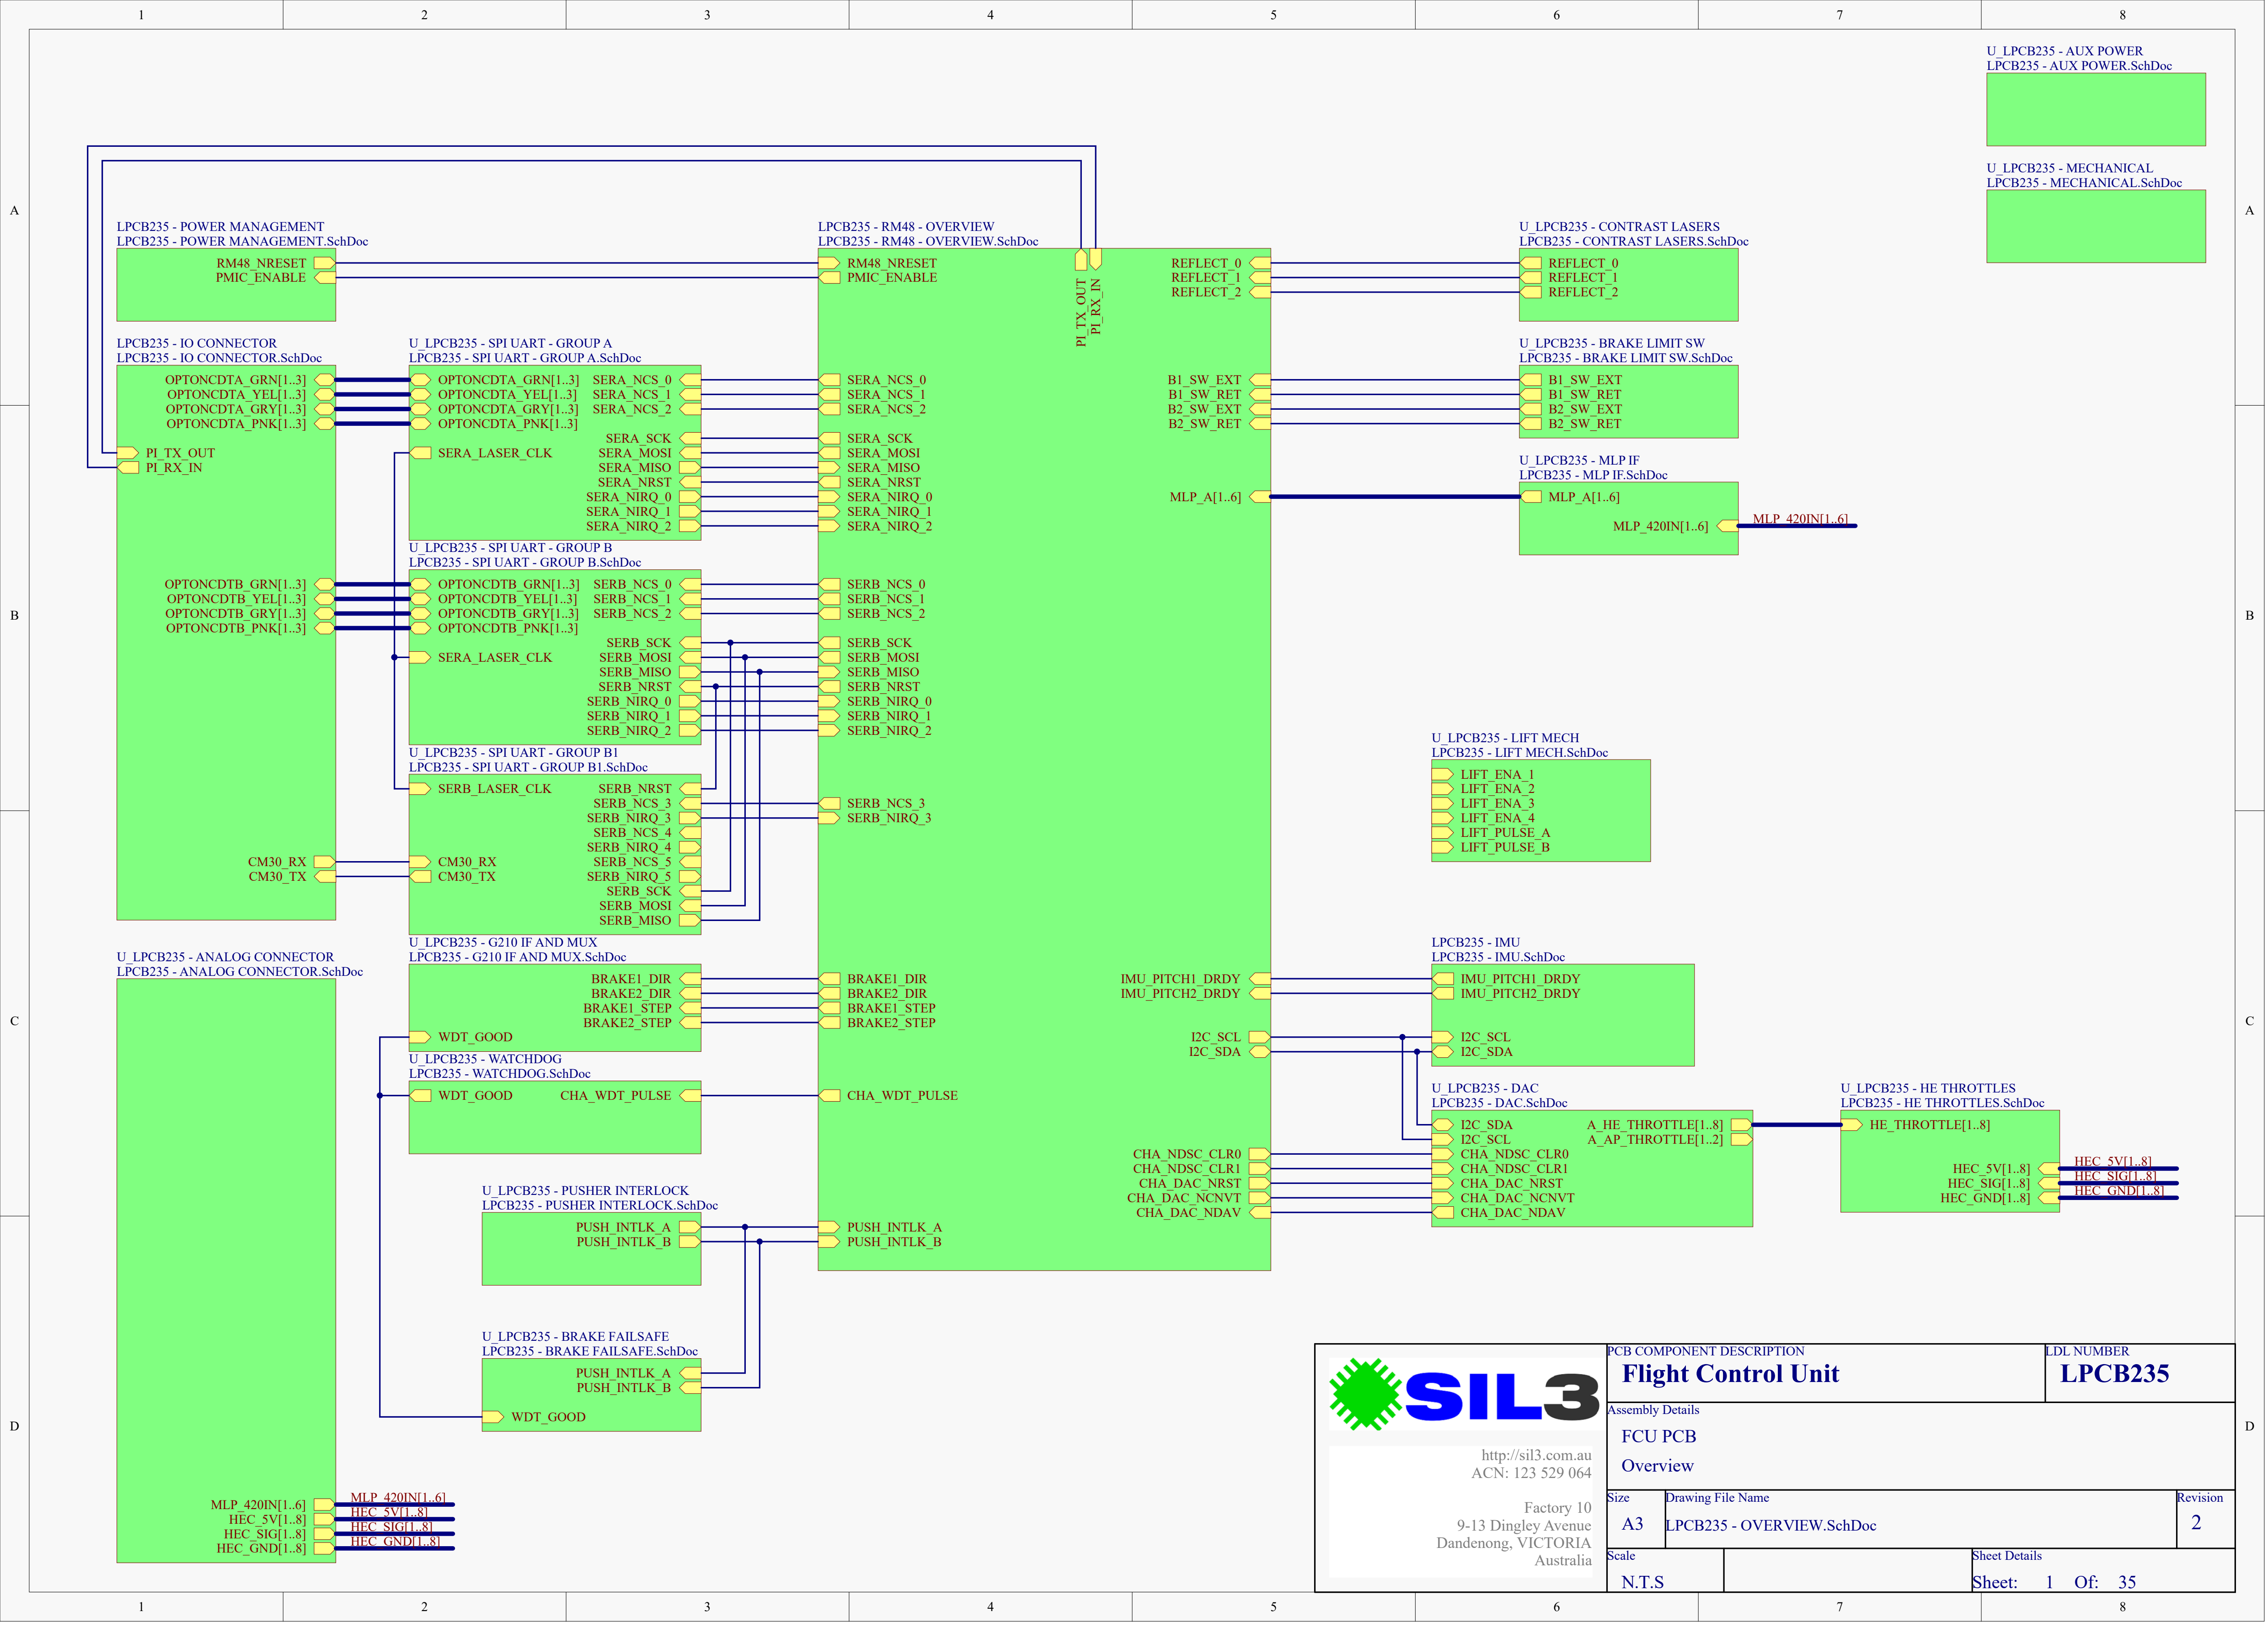 1 2 3 4 5 6 7 8
U_LPCB235 - AUX POWER
LPCB235 - AUX POWER.SchDoc
U_LPCB235 - MECHANICAL
LPCB235 - MECHANICAL.SchDoc
A A
B B
C C
D D
LPCB235 - POWER MANAGEMENT
LPCB235 - POWER MANAGEMENT.SchDoc
RM48_NRESET
PMIC_ENABLE
LPCB235 - IO CONNECTOR
LPCB235 - IO CONNECTOR.SchDoc
OPTONCDTA_GRN[1..3]
OPTONCDTA_YEL[1..3]
OPTONCDTA_GRY[1..3]
OPTONCDTA_PNK[1..3]
PI_TX_OUT
PI_RX_IN
OPTONCDTB_GRN[1..3]
OPTONCDTB_YEL[1..3]
OPTONCDTB_GRY[1..3]
OPTONCDTB_PNK[1..3]
CM30_RX
CM30_TX
U_LPCB235 - ANALOG CONNECTOR
LPCB235 - ANALOG CONNECTOR.SchDoc
MLP_420IN[1..6] MLP_420IN[1..6]
HEC_5V[1..8] HEC_5V[1..8]
HEC_SIG[1..8] HEC_SIG[1..8]
HEC_GND[1..8] HEC_GND[1..8]
U_LPCB235 - SPI UART - GROUP A
LPCB235 - SPI UART - GROUP A.SchDoc
OPTONCDTA_GRN[1..3] SERA_NCS_0
OPTONCDTA_YEL[1..3] SERA_NCS_1
OPTONCDTA_GRY[1..3] SERA_NCS_2
OPTONCDTA_PNK[1..3]
SERA_SCK
SERA_LASER_CLK SERA_MOSI
SERA_MISO
SERA_NRST
SERA_NIRQ_0
SERA_NIRQ_1
SERA_NIRQ_2
U_LPCB235 - SPI UART - GROUP B
LPCB235 - SPI UART - GROUP B.SchDoc
OPTONCDTB_GRN[1..3] SERB_NCS_0
OPTONCDTB_YEL[1..3] SERB_NCS_1
OPTONCDTB_GRY[1..3] SERB_NCS_2
OPTONCDTB_PNK[1..3]
SERB_SCK
SERA_LASER_CLK SERB_MOSI
SERB_MISO
SERB_NRST
SERB_NIRQ_0
SERB_NIRQ_1
SERB_NIRQ_2
U_LPCB235 - SPI UART - GROUP B1
LPCB235 - SPI UART - GROUP B1.SchDoc
SERB_LASER_CLK SERB_NRST
SERB_NCS_3
SERB_NIRQ_3
SERB_NCS_4
SERB_NIRQ_4
CM30_RX SERB_NCS_5
CM30_TX SERB_NIRQ_5
SERB_SCK
SERB_MOSI
SERB_MISO
U_LPCB235 - G210 IF AND MUX
LPCB235 - G210 IF AND MUX.SchDoc
BRAKE1_DIR
BRAKE2_DIR
BRAKE1_STEP
BRAKE2_STEP
WDT_GOOD
U_LPCB235 - WATCHDOG
LPCB235 - WATCHDOG.SchDoc
WDT_GOOD CHA_WDT_PULSE
U_LPCB235 - PUSHER INTERLOCK
LPCB235 - PUSHER INTERLOCK.SchDoc
PUSH_INTLK_A
PUSH_INTLK_B
U_LPCB235 - BRAKE FAILSAFE
LPCB235 - BRAKE FAILSAFE.SchDoc
PUSH_INTLK_A
PUSH_INTLK_B
WDT_GOOD
LPCB235 - RM48 - OVERVIEW
LPCB235 - RM48 - OVERVIEW.SchDoc
PI_TX_OUT
PI_RX_IN
RM48_NRESET
PMIC_ENABLE
SERA_NCS_0
SERA_NCS_1
SERA_NCS_2
SERA_SCK
SERA_MOSI
SERA_MISO
SERA_NRST
SERA_NIRQ_0
SERA_NIRQ_1
SERA_NIRQ_2
SERB_NCS_0
SERB_NCS_1
SERB_NCS_2
SERB_SCK
SERB_MOSI
SERB_MISO
SERB_NRST
SERB_NIRQ_0
SERB_NIRQ_1
SERB_NIRQ_2
SERB_NCS_3
SERB_NIRQ_3
BRAKE1_DIR
BRAKE2_DIR
BRAKE1_STEP
BRAKE2_STEP
CHA_WDT_PULSE
PUSH_INTLK_A
PUSH_INTLK_B
REFLECT_0
REFLECT_1
REFLECT_2
B1_SW_EXT
B1_SW_RET
B2_SW_EXT
B2_SW_RET
MLP_A[1..6]
IMU_PITCH1_DRDY
IMU_PITCH2_DRDY
I2C_SCL
I2C_SDA
CHA_NDSC_CLR0
CHA_NDSC_CLR1
CHA_DAC_NRST
CHA_DAC_NCNVT
CHA_DAC_NDAV
U_LPCB235 - CONTRAST LASERS
LPCB235 - CONTRAST LASERS.SchDoc
REFLECT_0
REFLECT_1
REFLECT_2
U_LPCB235 - BRAKE LIMIT SW
LPCB235 - BRAKE LIMIT SW.SchDoc
B1_SW_EXT
B1_SW_RET
B2_SW_EXT
B2_SW_RET
U_LPCB235 - MLP IF
LPCB235 - MLP IF.SchDoc
MLP_A[1..6]
MLP_420IN[1..6] MLP_420IN[1..6]
U_LPCB235 - LIFT MECH
LPCB235 - LIFT MECH.SchDoc
LIFT_ENA_1
LIFT_ENA_2
LIFT_ENA_3
LIFT_ENA_4
LIFT_PULSE_A
LIFT_PULSE_B
LPCB235 - IMU
LPCB235 - IMU.SchDoc
IMU_PITCH1_DRDY
IMU_PITCH2_DRDY
I2C_SCL
I2C_SDA
U_LPCB235 - DAC
LPCB235 - DAC.SchDoc
I2C_SDA A_HE_THROTTLE[1..8]
I2C_SCL A_AP_THROTTLE[1..2]
CHA_NDSC_CLR0
CHA_NDSC_CLR1
CHA_DAC_NRST
CHA_DAC_NCNVT
CHA_DAC_NDAV
U_LPCB235 - HE THROTTLES
LPCB235 - HE THROTTLES.SchDoc
HE_THROTTLE[1..8]
HEC_5V[1..8] HEC_5V[1..8]
HEC_SIG[1..8] HEC_SIG[1..8]
HEC_GND[1..8] HEC_GND[1..8]
SIL3
http://sil3.com.au
ACN: 123 529 064
Factory 10
9-13 Dingley Avenue
Dandenong, VICTORIA
Australia
PCB COMPONENT DESCRIPTION
Flight Control Unit
LDL NUMBER
LPCB235
Assembly Details
FCU PCB
Overview
Size
A3
Drawing File Name
LPCB235 - OVERVIEW.SchDoc
Revision
2
Scale
N.T.S
Sheet Details
Sheet: 1 Of: 35
1 2 3 4 5 6 7 8